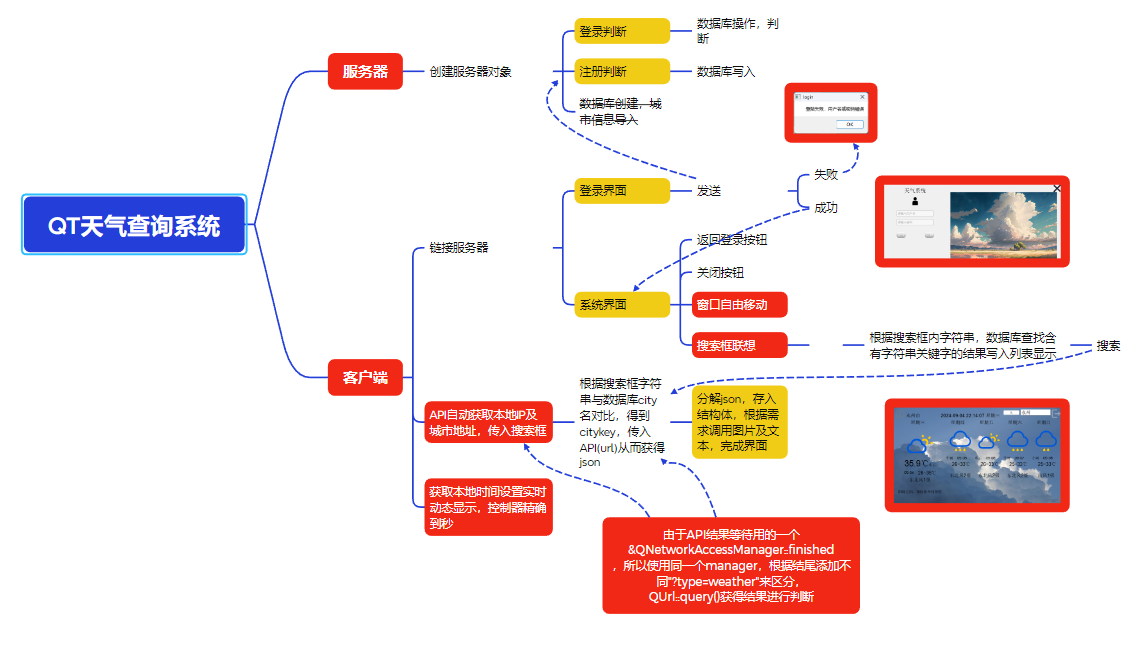 QT天气查询系统
服务器
创建服务器对象
登录判断
数据库操作，判
断
注册判断
数据库写入
数据库创建，城
市信息导入
客户端
链接服务器
登录界面
发送
失败
login
OK
成功
天气系统
系统界面
返回登录按钮
关闭按钮
窗口自由移动
搜索框联想
根据搜索框内字符串，数据库查找含
有字符串关键字的结果写入列表显示
搜索
API自动获取本地IP及
城市地址，传入搜索框
根据搜索框字符
串与数据库city
名对比，得到
citykey，传入
API(url)从而获得
json
分解json，存入
结构体，根据需
求调用图片及文
本，完成界面
35.9℃
获取本地时间设置实时
动态显示，控制器精确
到秒
由于API结果等待用的一个
&QNetworkAccessManager::finished
，所以使用同一个manager，根据结尾添加不
同"?type=weather"来区分，
QUrl::query()获得结果进行判断